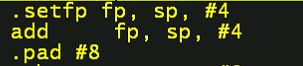 .setfp fp, sp, #4
add fp, sp, #4
.pad #8